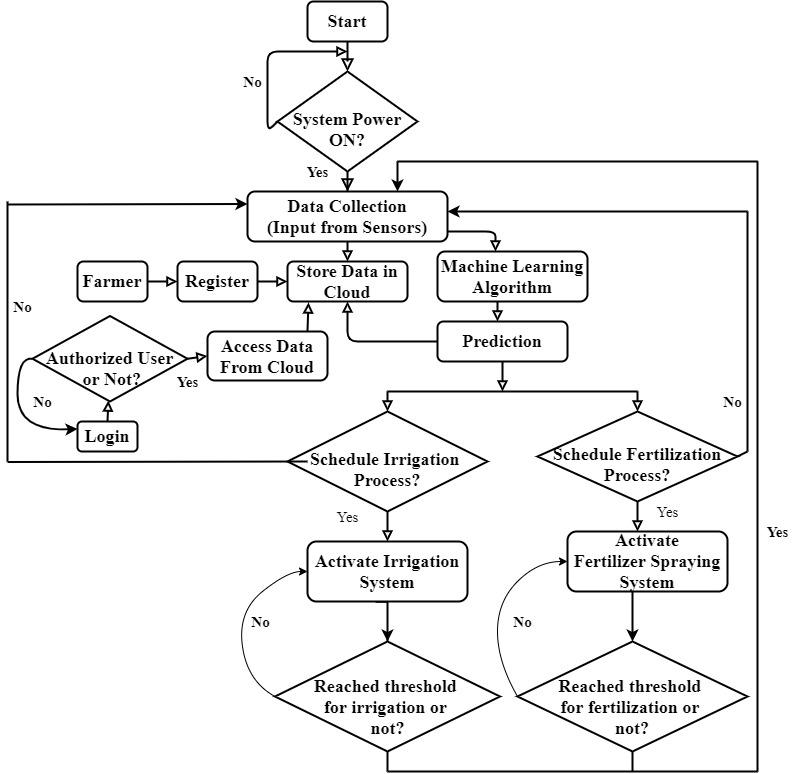 Start
No
System Power
ON?
Yes
Data Collection
(Input from Sensors)
Farmer
Register
Store Data in
Cloud
Machine Learning
Algorithm
No
Prediction
Authorized User
or Not?
Yes
Access Data
From Cloud
No
Login
No
Schedule Irrigation
Process?
Schedule Fertilization
Process?
Yes
Yes
Yes
Activate Irrigation
System
Activate
Fertilizer Spraying
System
No
No
Reached threshold
for irrigation or
not?
Reached threshold
for fertilization or
not?